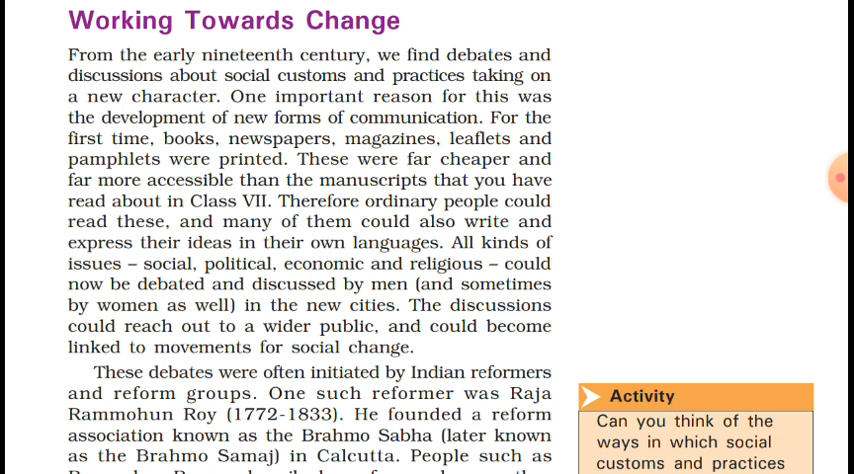 Working Towards Change
From the early nineteenth century, we find debates and
discussions about social customs and practices taking on
a new character. One important reason for this was
the development of new forms of communication. For the
first time, books, newspapers, magazines, leaflets and
pamphlets were printed. These were far cheaper and
far more accessible than the manuscripts that you have
read about in Class VII. Therefore ordinary people could
read these, and many of them could also write and
express their ideas in their own languages. All kinds of
issues – social, political, economic and religious – could
now be debated and discussed by men (and sometimes
by women as well) in the new cities. The discussions
could reach out to a wider public, and could become
linked to movements for social change.
These debates were often initiated by Indian reformers
and reform groups. One such reformer was Raja
Rammohun Roy (1772-1833). He founded a reform
association known as the Brahmo Sabha (later known
as the Brahmo Samaj) in Calcutta. People such as
Activity
Can you think of the
ways in which social
customs and practices